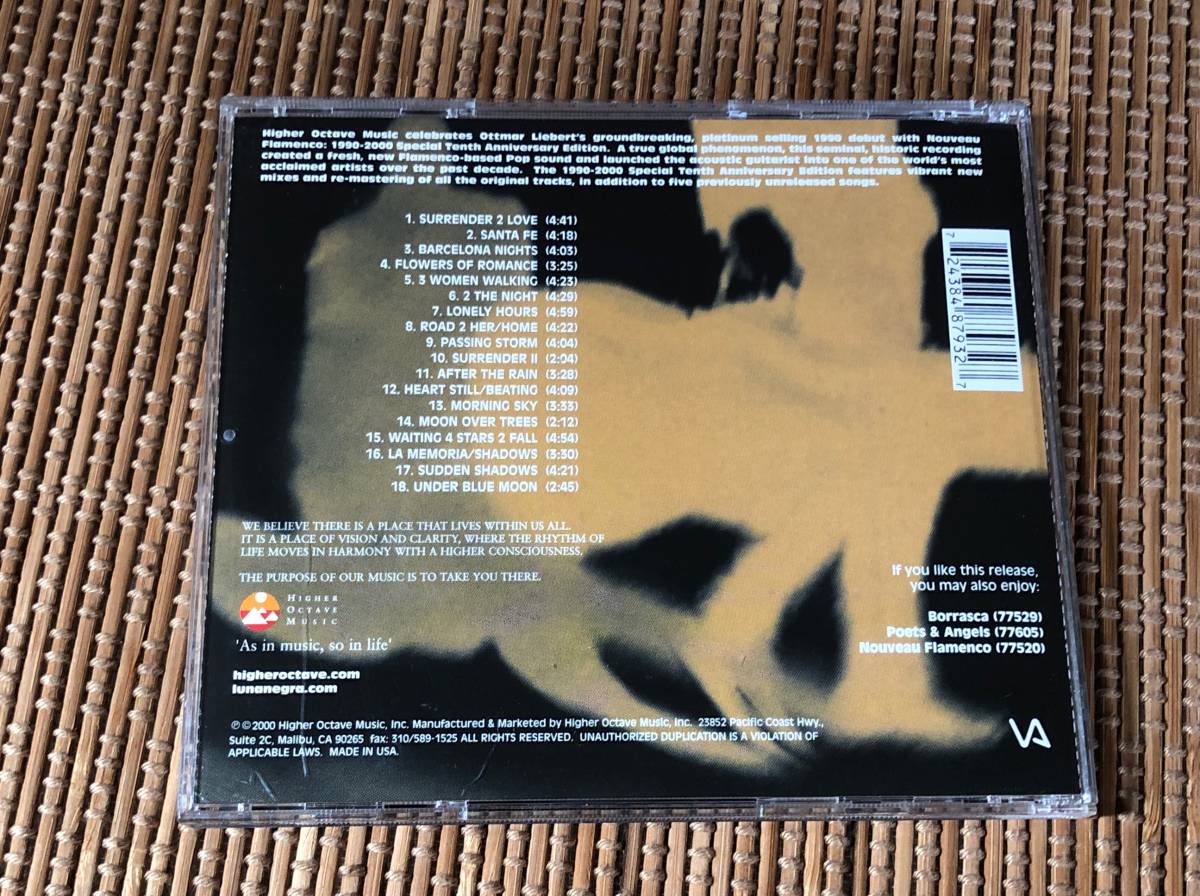 Higher Octave Music celebrates Ottmar Liebert's groundbreaking, platinum selling 1990 debut with Nouveau
Flamenco: 1990-2000 Special Tenth Anniversary Edition. A true global phenomenon, this seminal, historic recording
created a fresh, new Flamenco-based Pop sound and launched the acoustic guitarist into one of the world's most
acclaimed artists over the past decade. The 1990-2000 Special Tenth Anniversary Edition features vibrant new
mixes and re-mastering of all the original tracks, in addition to five previously unreleased songs.
1. SURRENDER 2 LOVE (4:41)
2. SANTA FE (4:18)
3. BARCELONA NIGHTS (4:03)
4. FLOWERS OF ROMANCE (3:25)
5. 3 WOMEN WALKING (4:23)
6. 2 THE NIGHT (4:29)
7. LONELY HOURS (4:59)
8. ROAD 2 HER/HOME (4:22)
9. PASSING STORM (4:04)
10. SURRENDER II (2:04)
11. AFTER THE RAIN (3:28)
12. HEART STILL/BEATING (4:09)
13. MORNING SKY (3:33)
14. MOON OVER TREES (2:12)
15. WAITING 4 STARS 2 FALL (4:54)
16. LA MEMORIA/SHADOWS (3:30)
17. SUDDEN SHADOWS (4:21)
18. UNDER BLUE MOON (2:45)
7 24384 87932 7
WE BELIEVE THERE IS A PLACE THAT LIVES WITHIN US ALL.
IT IS A PLACE OF VISION AND CLARITY, WHERE THE RHYTHM OF
LIFE MOVES IN HARMONY WITH A HIGHER CONSCIOUSNESS.
THE PURPOSE OF OUR MUSIC IS TO TAKE YOU THERE.
HIGHER
OCTAVE
MUSIC
'As in music, so in life'
higheroctave.com
lunanegra.com
If you like this release,
you may also enjoy:
Borrasca (77529)
Poets & Angels (77605)
Nouveau Flamenco (77520)
℗©2000 Higher Octave Music, Inc. Manufactured & Marketed by Higher Octave Music, Inc. 23852 Pacific Coast Hwy.,
Suite 2C, Malibu, CA 90265 fax: 310/589-1525 ALL RIGHTS RESERVED. UNAUTHORIZED DUPLICATION IS A VIOLATION OF
APPLICABLE LAWS. MADE IN USA.